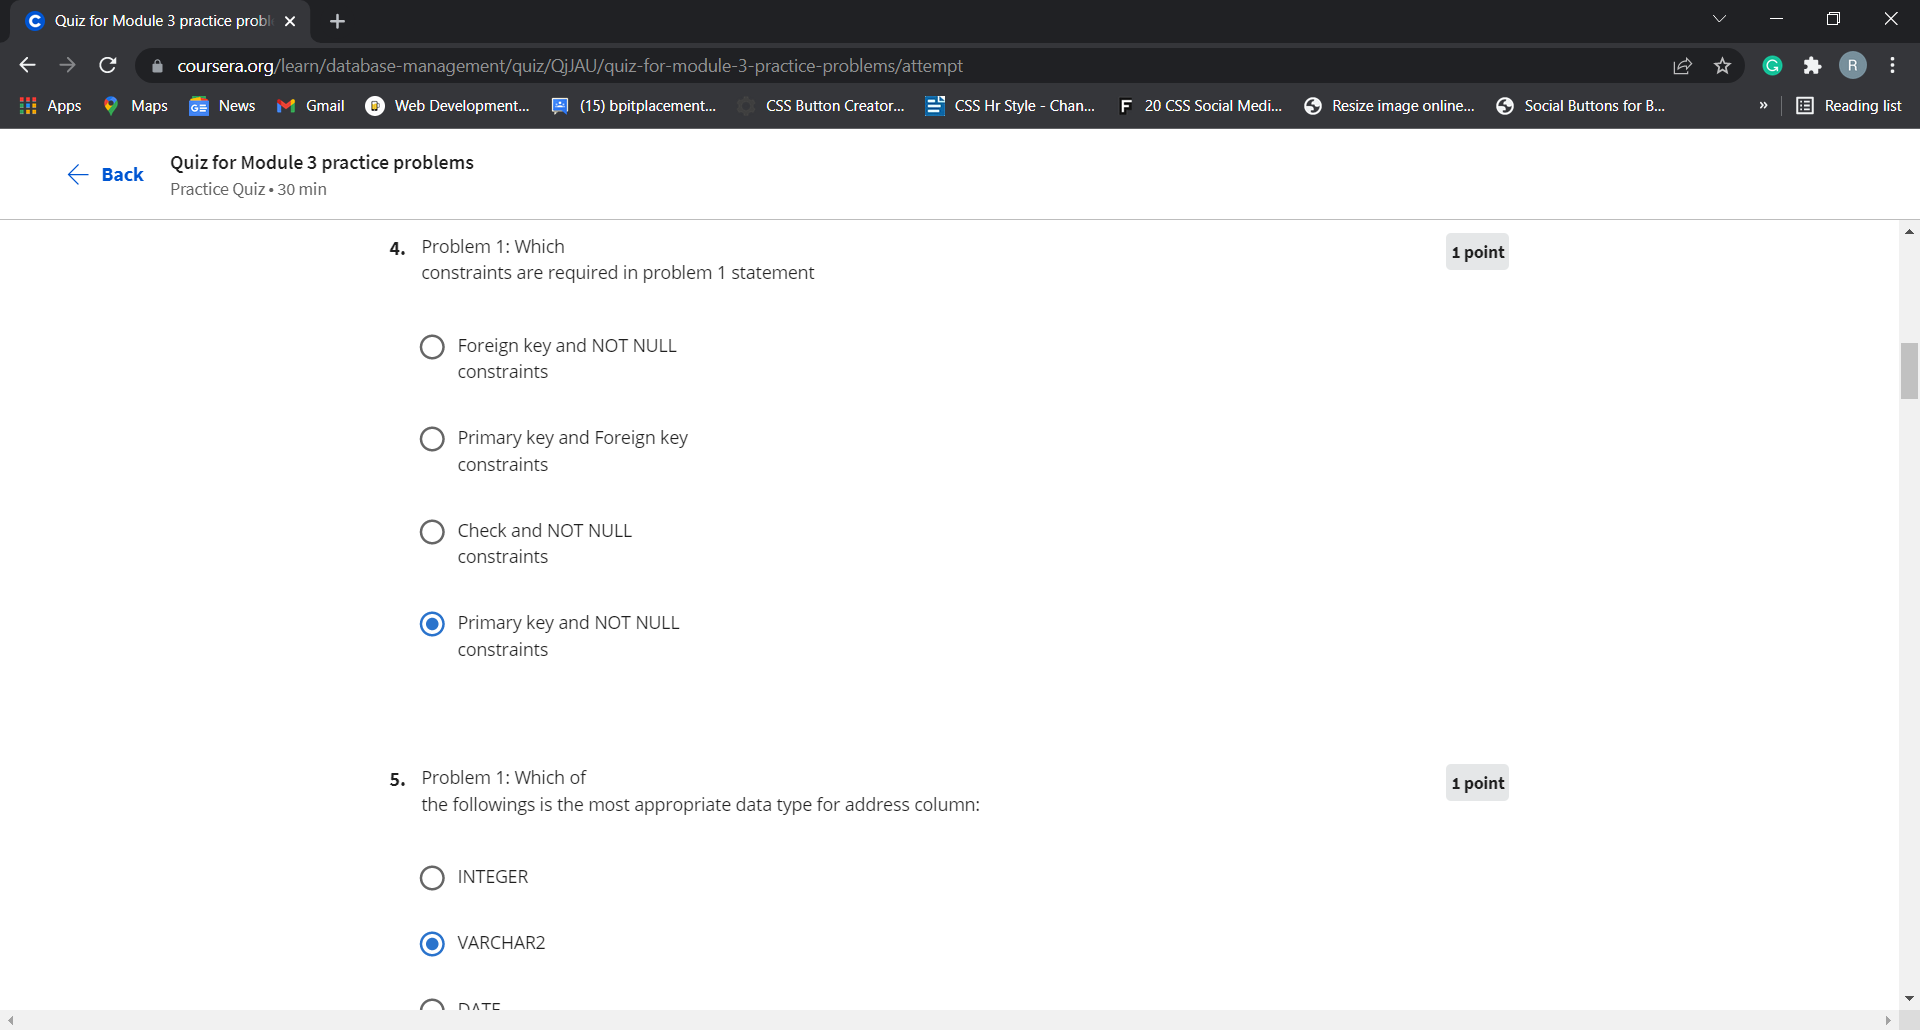 Quiz for Module 3 practice probl
coursera.org/learn/database-management/quiz/QjJAU/quiz-for-module-3-practice-problems/attempt
R
Apps
Maps
News
Gmail
Web Development...
(15) bpitplacement...
CSS Button Creator...
CSS Hr Style - Chan...
20 CSS Social Medi...
Resize image online...
Social Buttons for B...
»
Reading list
Back
Quiz for Module 3 practice problems
Practice Quiz • 30 min
4. Problem 1: Which
constraints are required in problem 1 statement
1 point
Foreign key and NOT NULL
constraints
Primary key and Foreign key
constraints
Check and NOT NULL
constraints
Primary key and NOT NULL
constraints
5. Problem 1: Which of
the followings is the most appropriate data type for address column:
1 point
INTEGER
VARCHAR2
DATE